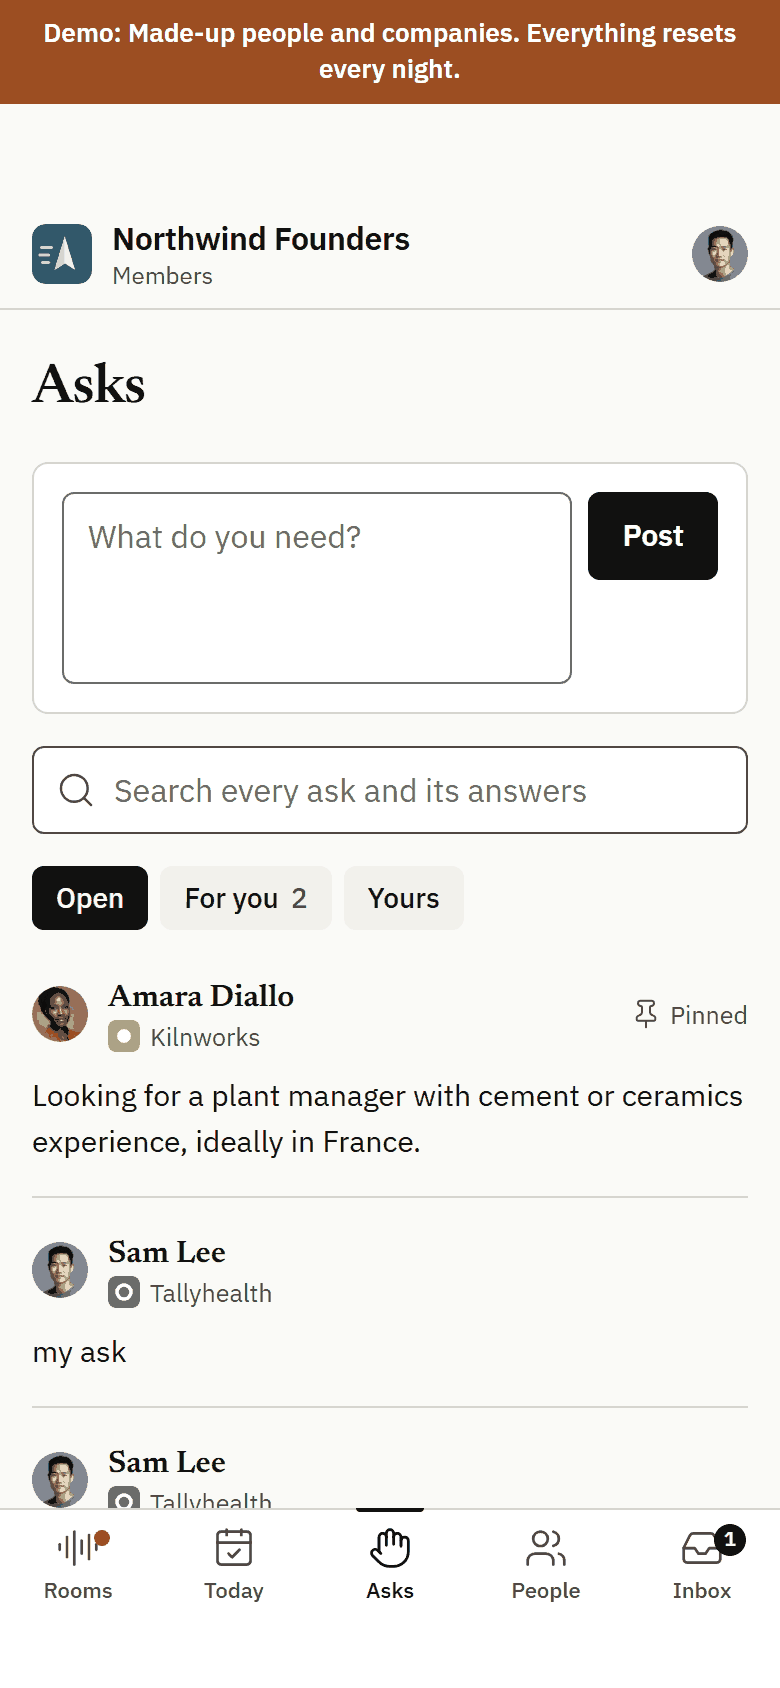 Demo: Made-up people and companies. Everything resets
every night.
Northwind Founders
Members
Asks
What do you need?
Post
Search every ask and its answers
Open
For you 2
Yours
Amara Diallo
Kilnworks
Pinned
Looking for a plant manager with cement or ceramics
experience, ideally in France.
Sam Lee
Tallyhealth
my ask
Sam Lee
Tallyhealth
Rooms
Today
Asks
People
1
Inbox